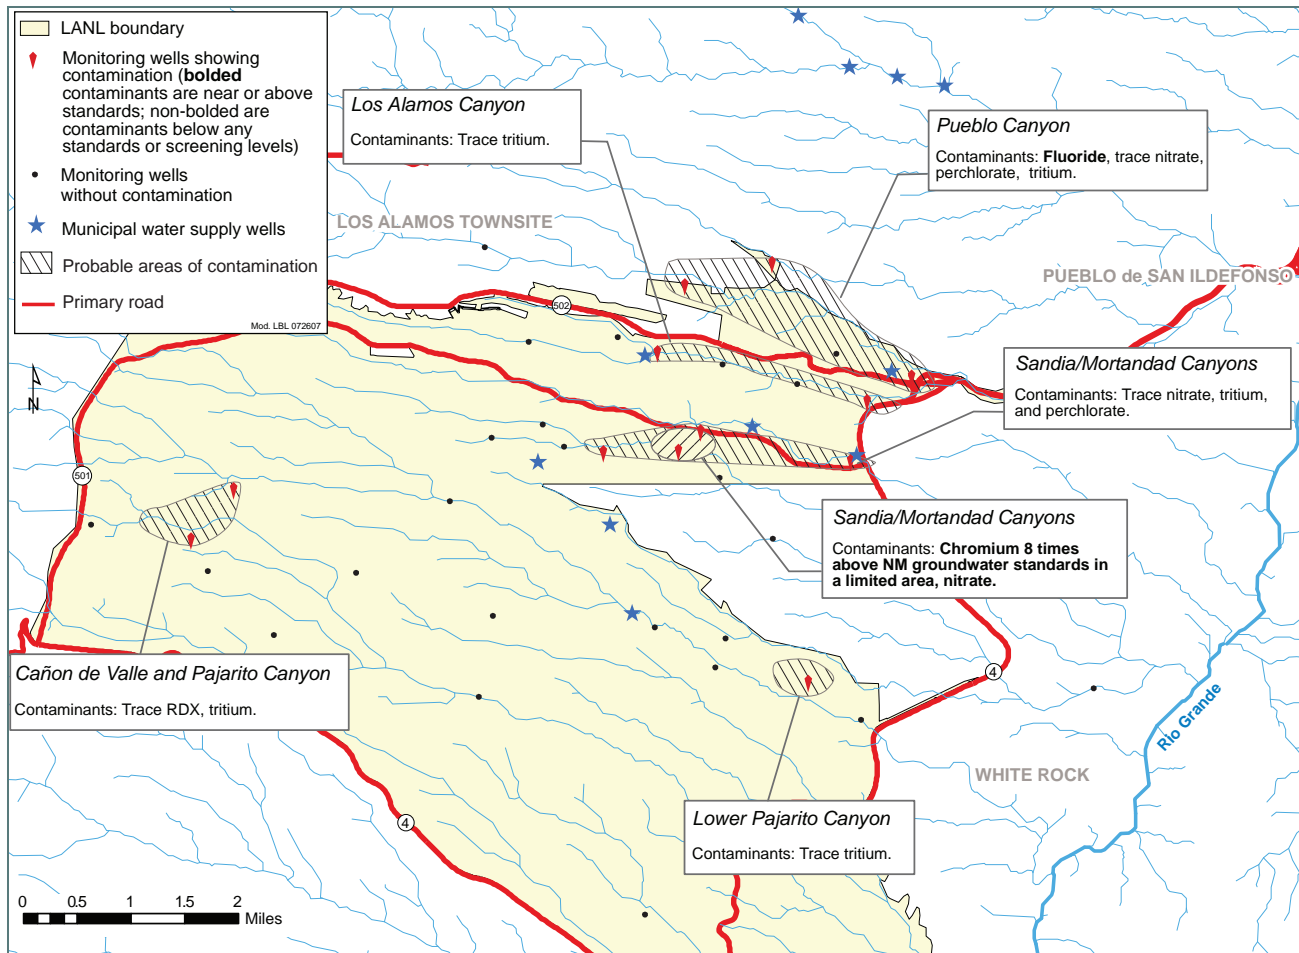 LANL boundary
Monitoring wells showing
contamination (bolded
contaminants are near or above
standards; non-bolded are
contaminants below any
standards or screening levels)
Monitoring wells
without contamination
Municipal water supply wells
Probable areas of contamination
Primary road
Mod. LBL 072607
Los Alamos Canyon
Contaminants: Trace tritium.
Pueblo Canyon
Contaminants: Fluoride, trace nitrate,
perchlorate, tritium.
LOS ALAMOS TOWNSITE
PUEBLO de SAN ILDEFONSO
502
Sandia/Mortandad Canyons
Contaminants: Trace nitrate, tritium,
and perchlorate.
N
501
Sandia/Mortandad Canyons
Contaminants: Chromium 8 times
above NM groundwater standards in
a limited area, nitrate.
Cañon de Valle and Pajarito Canyon
Contaminants: Trace RDX, tritium.
4
Rio Grande
WHITE ROCK
Lower Pajarito Canyon
Contaminants: Trace tritium.
4
0 0.5 1 1.5 2
Miles